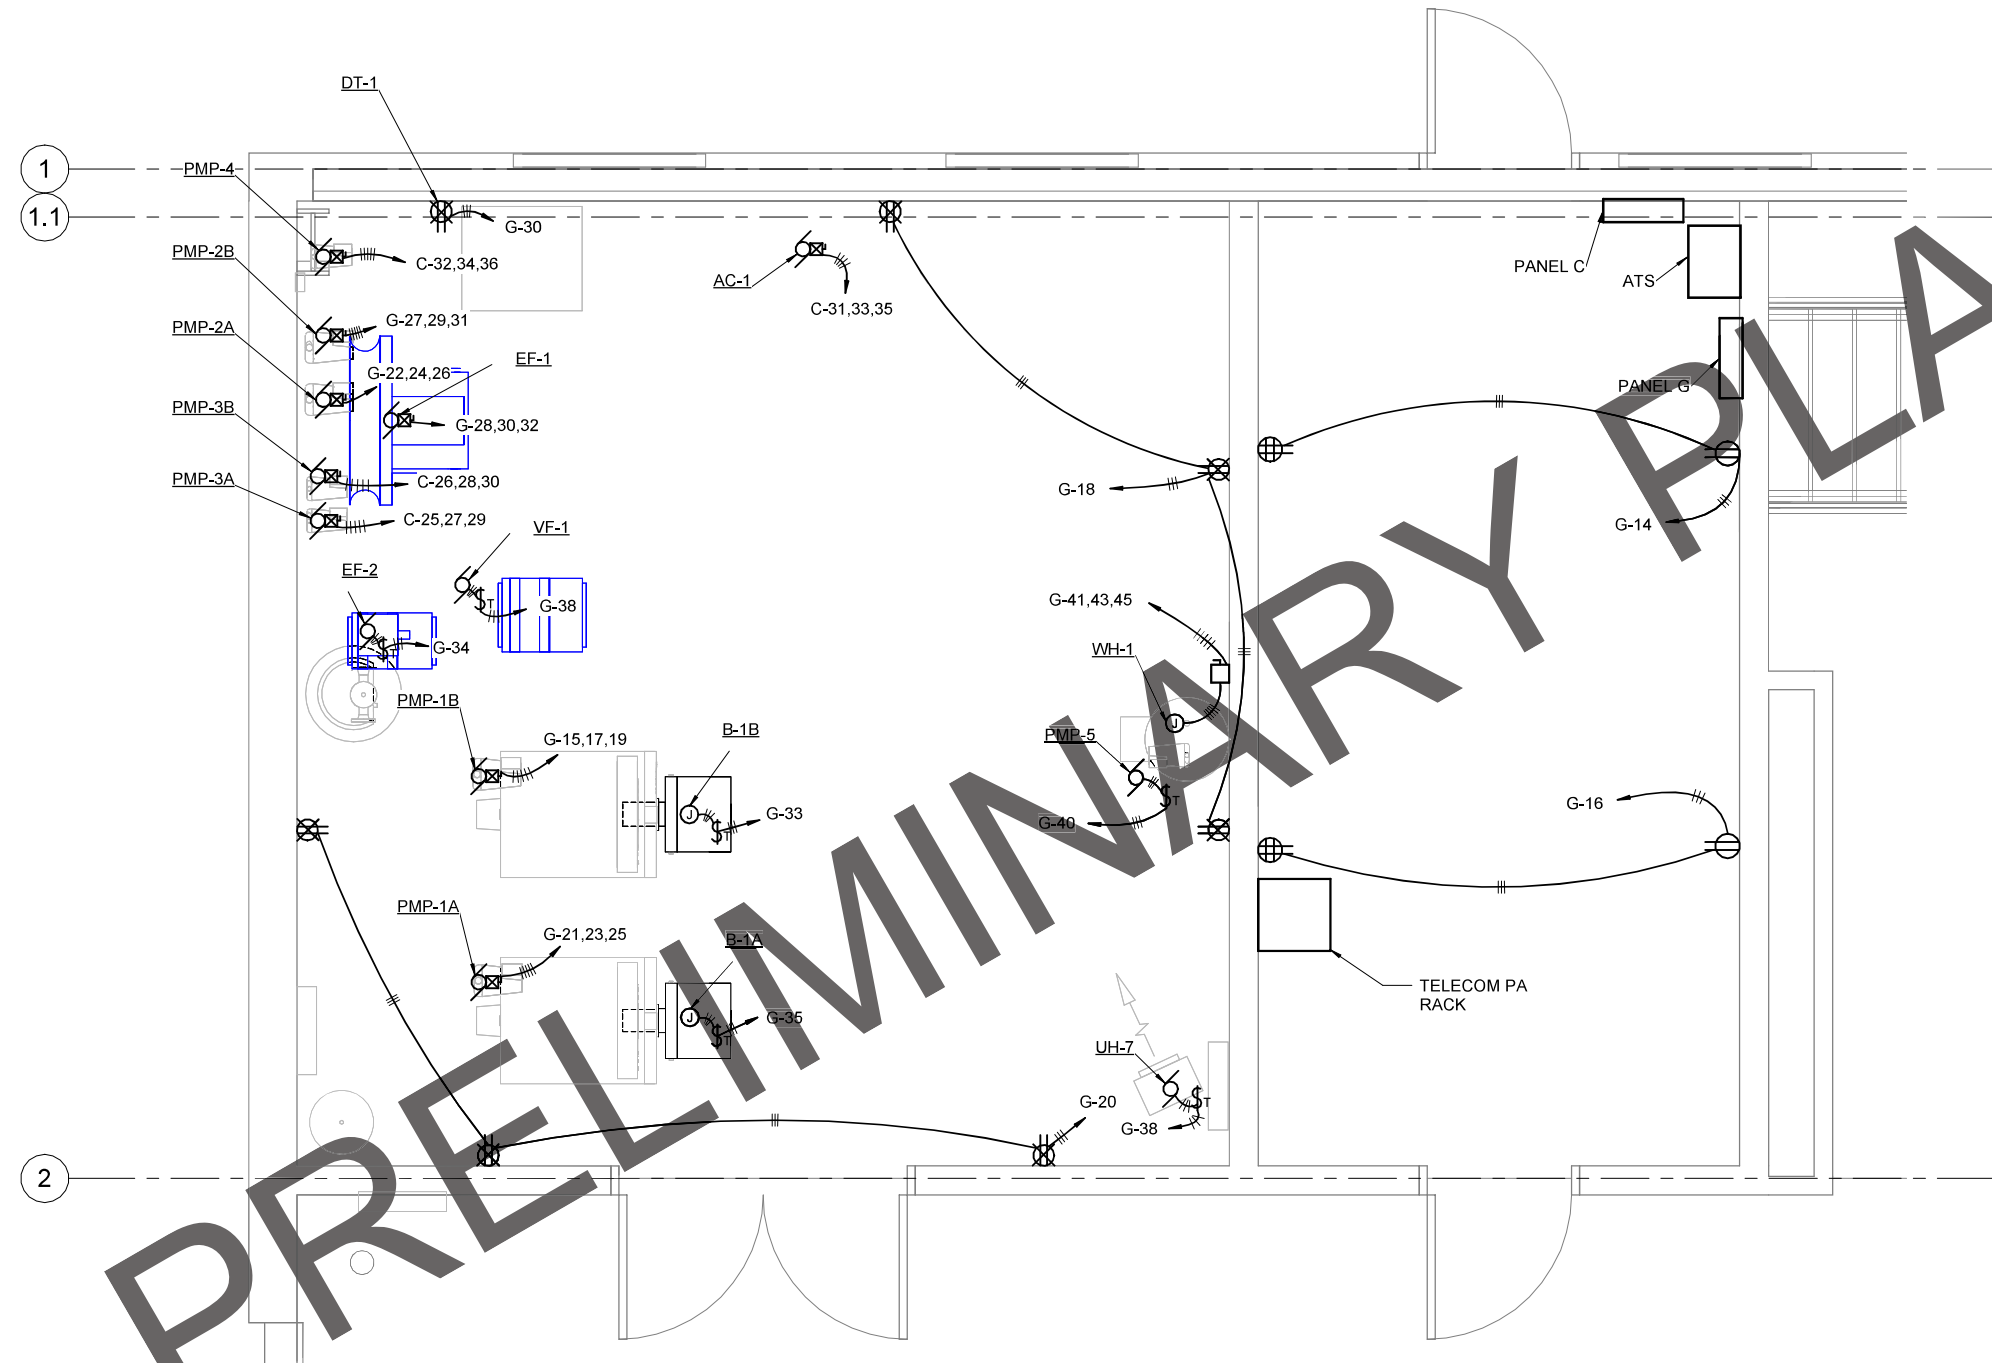 DT-1
1
PMP-4
1.1
G-30
PMP-2B
C-32,34,36
AC-1
PANEL C
ATS
C-31,33,35
PMP-2A
G-27,29,31
EF-1
G-22,24,26
PANEL G
PMP-3B
G-28,30,32
PMP-3A
C-26,28,30
G-18
C-25,27,29
VF-1
G-14
EF-2
G-38
T
G-41,43,45
G-34
T
WH-1
PMP-1B
J
B-1B
PMP-5
G-15,17,19
T
G-16
J
G-33
T
G-40
PMP-1A
G-21,23,25
B-1A
TELECOM PA
RACK
J
G-35
T
UH-7
G-20
T
G-38
2
PRELIMINARY PLA